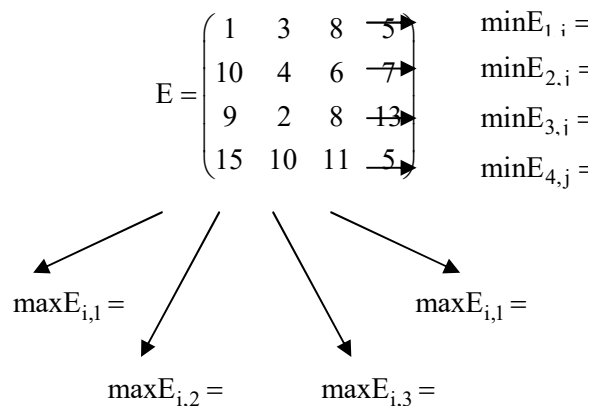 1 3 8 5 minE1,j =
10 4 6 7 minE2,j =
E =
9 2 8 13 minE3,j =
15 10 11 5 minE4,j =
maxEi,1 = maxEi,1 =
maxEi,2 = maxEi,3 =